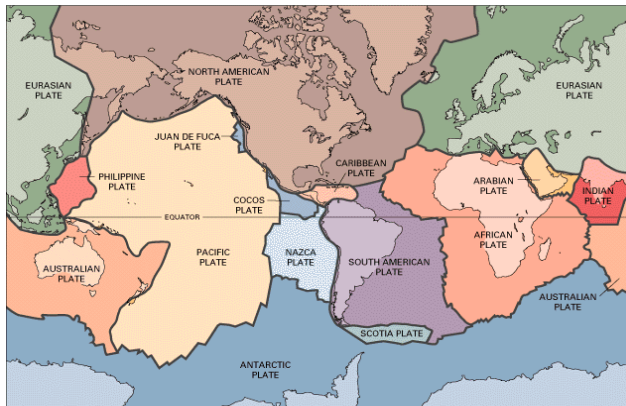 NORTH AMERICAN
PLATE
EURASIAN
PLATE
EURASIAN
PLATE
JUAN DE FUCA
PLATE
CARIBBEAN
PLATE
PHILIPPINE
PLATE
ARABIAN
PLATE
INDIAN
PLATE
COCOS
PLATE
EQUATOR
AFRICAN
PLATE
PACIFIC
PLATE
NAZCA
PLATE
SOUTH AMERICAN
PLATE
AUSTRALIAN
PLATE
AUSTRALIAN
PLATE
SCOTIA PLATE
ANTARCTIC
PLATE